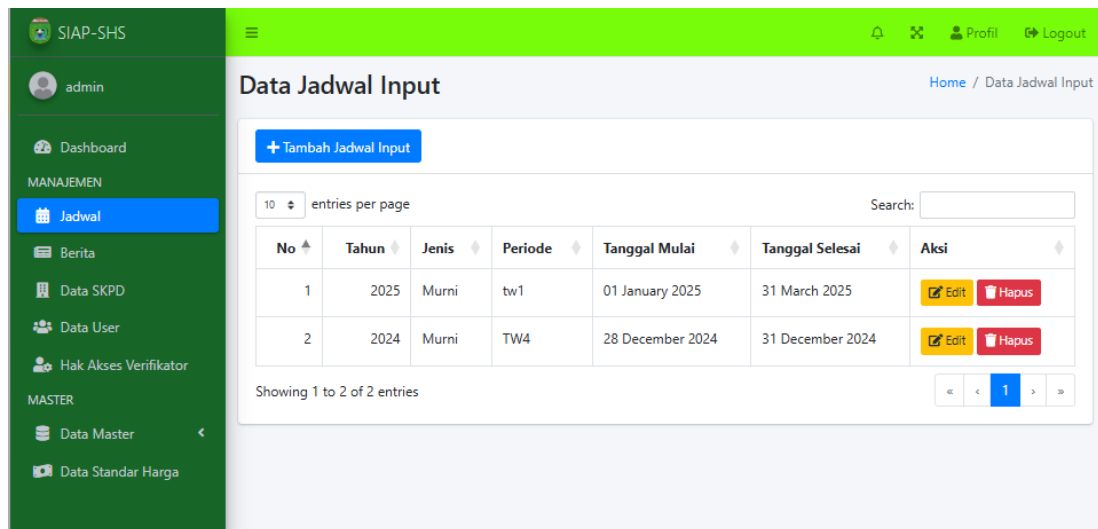 SIAP-SHS
Profil Logout
admin
Data Jadwal Input
Home / Data Jadwal Input
Dashboard
MANAJEMEN
Jadwal
Berita
Data SKPD
Data User
Hak Akses Verifikator
MASTER
Data Master
Data Standar Harga
Tambah Jadwal Input
10 entries per page Search:
No Tahun Jenis Periode Tanggal Mulai Tanggal Selesai Aksi
1 2025 Murni tw1 01 January 2025 31 March 2025 Edit Hapus
2 2024 Murni TW4 28 December 2024 31 December 2024 Edit Hapus
Showing 1 to 2 of 2 entries « ‹ 1 › »